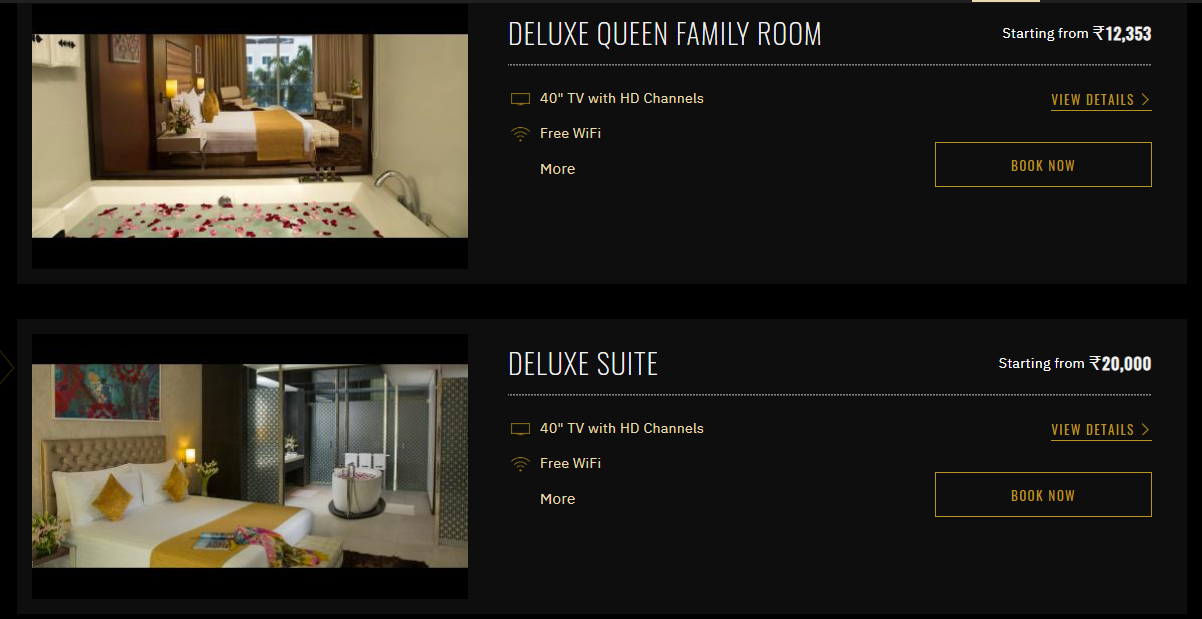 DELUXE QUEEN FAMILY ROOM
Starting from ₹12,353
40" TV with HD Channels
VIEW DETAILS
Free WiFi
More
BOOK NOW
DELUXE SUITE
Starting from ₹20,000
40" TV with HD Channels
VIEW DETAILS
Free WiFi
More
BOOK NOW